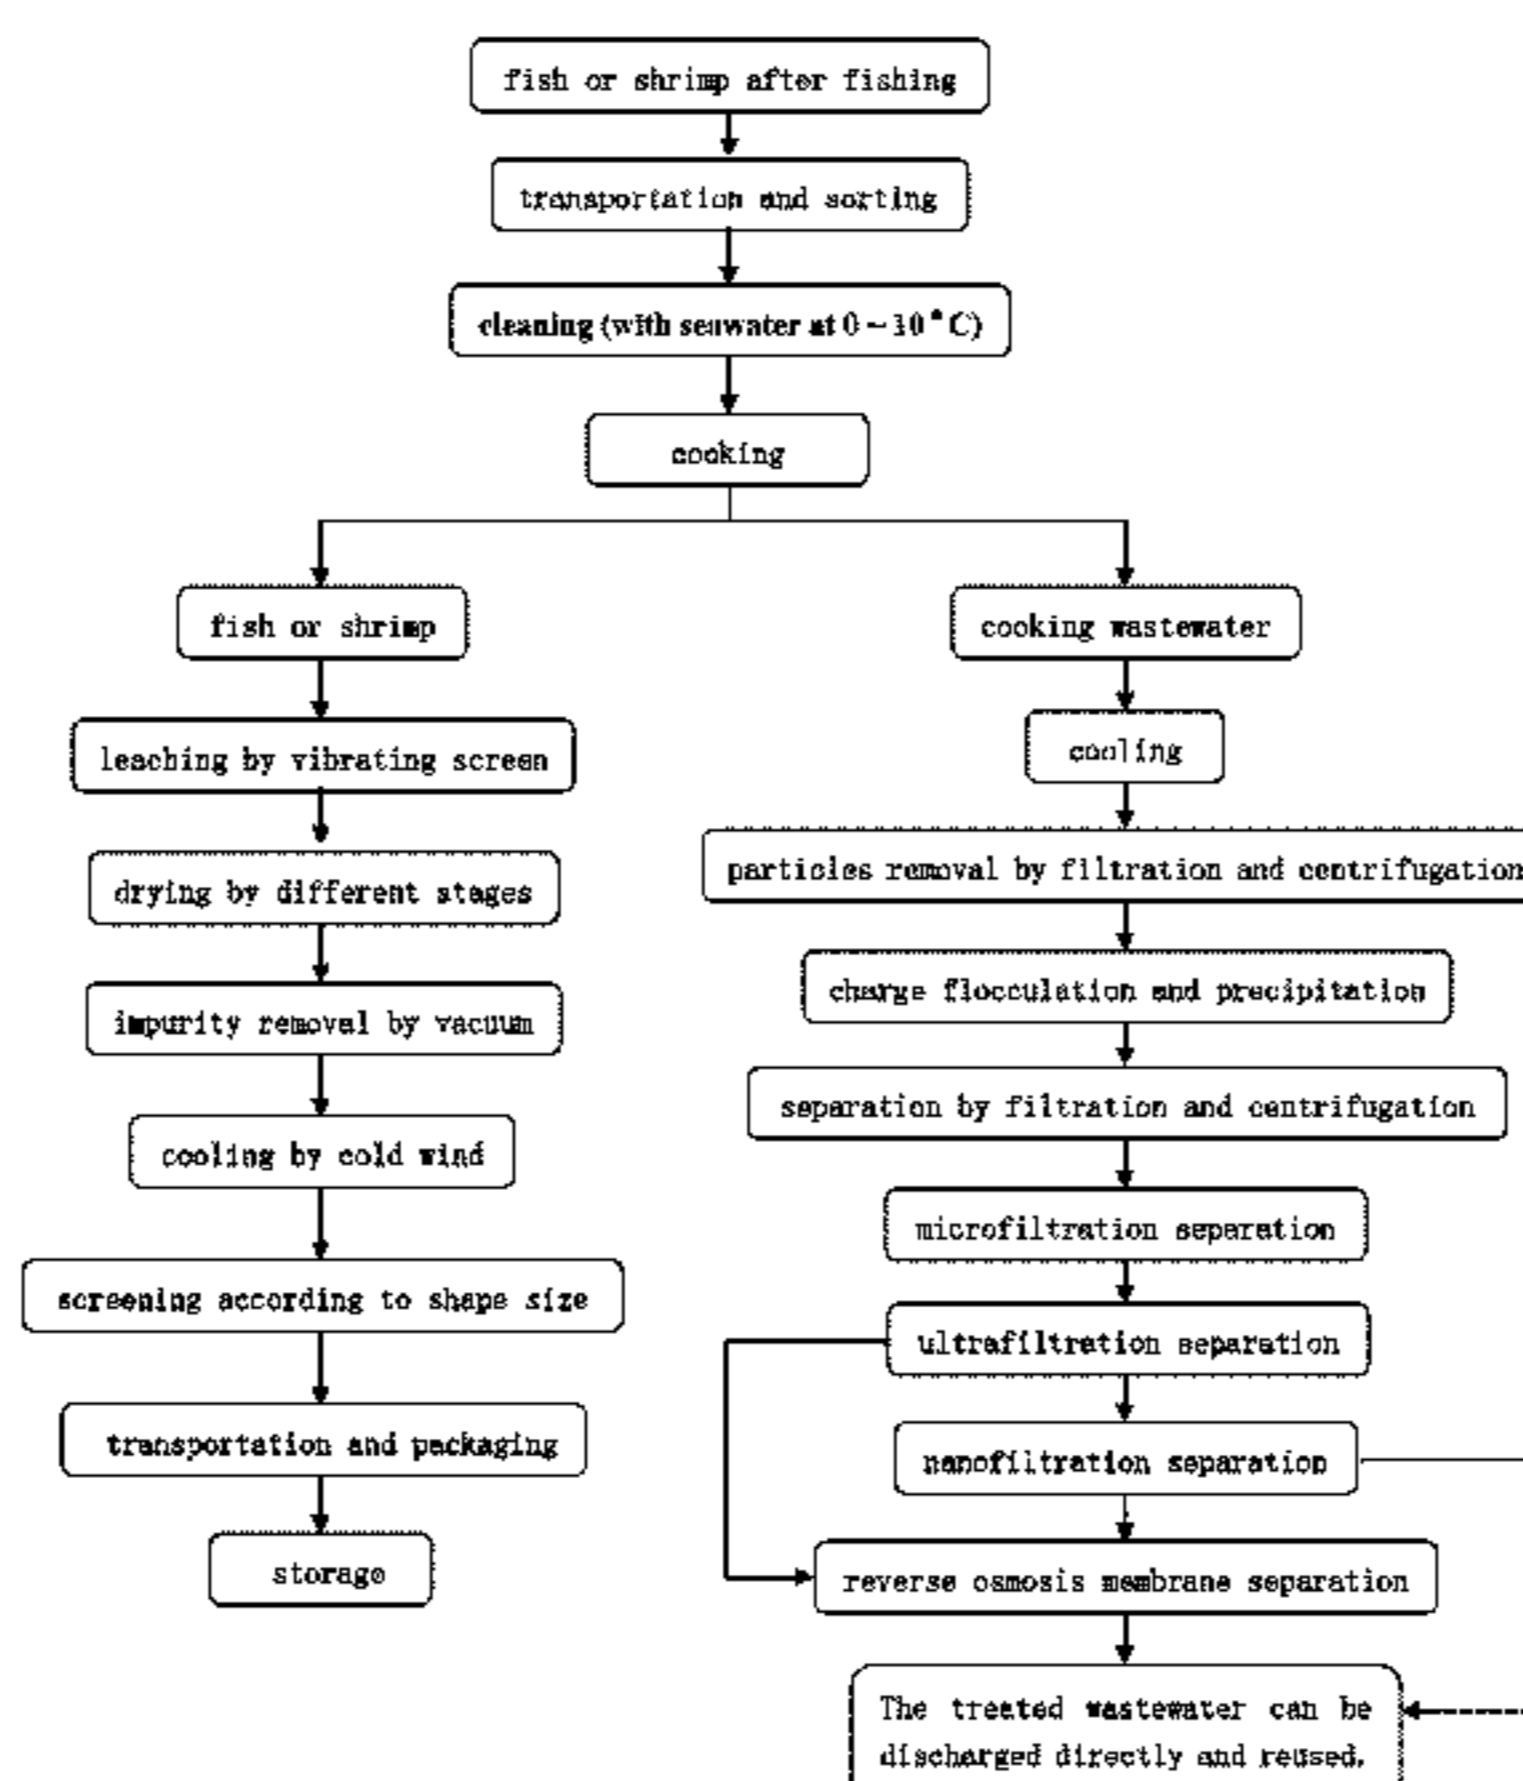 fish or shrimp after fishing
transportation and sorting
cleaning (with seawater at 0～10°C)
cooking
fish or shrimp
leaching by vibrating screen
drying by different stages
impurity removal by vacuum
cooling by cold wind
screening according to shape size
transportation and packaging
storage
cooking wastewater
cooling
particles removal by filtration and centrifugation
charge flocculation and precipitation
separation by filtration and centrifugation
microfiltration separation
ultrafiltration separation
nanofiltration separation
reverse osmosis membrane separation
The treated wastewater can be
discharged directly and reused.